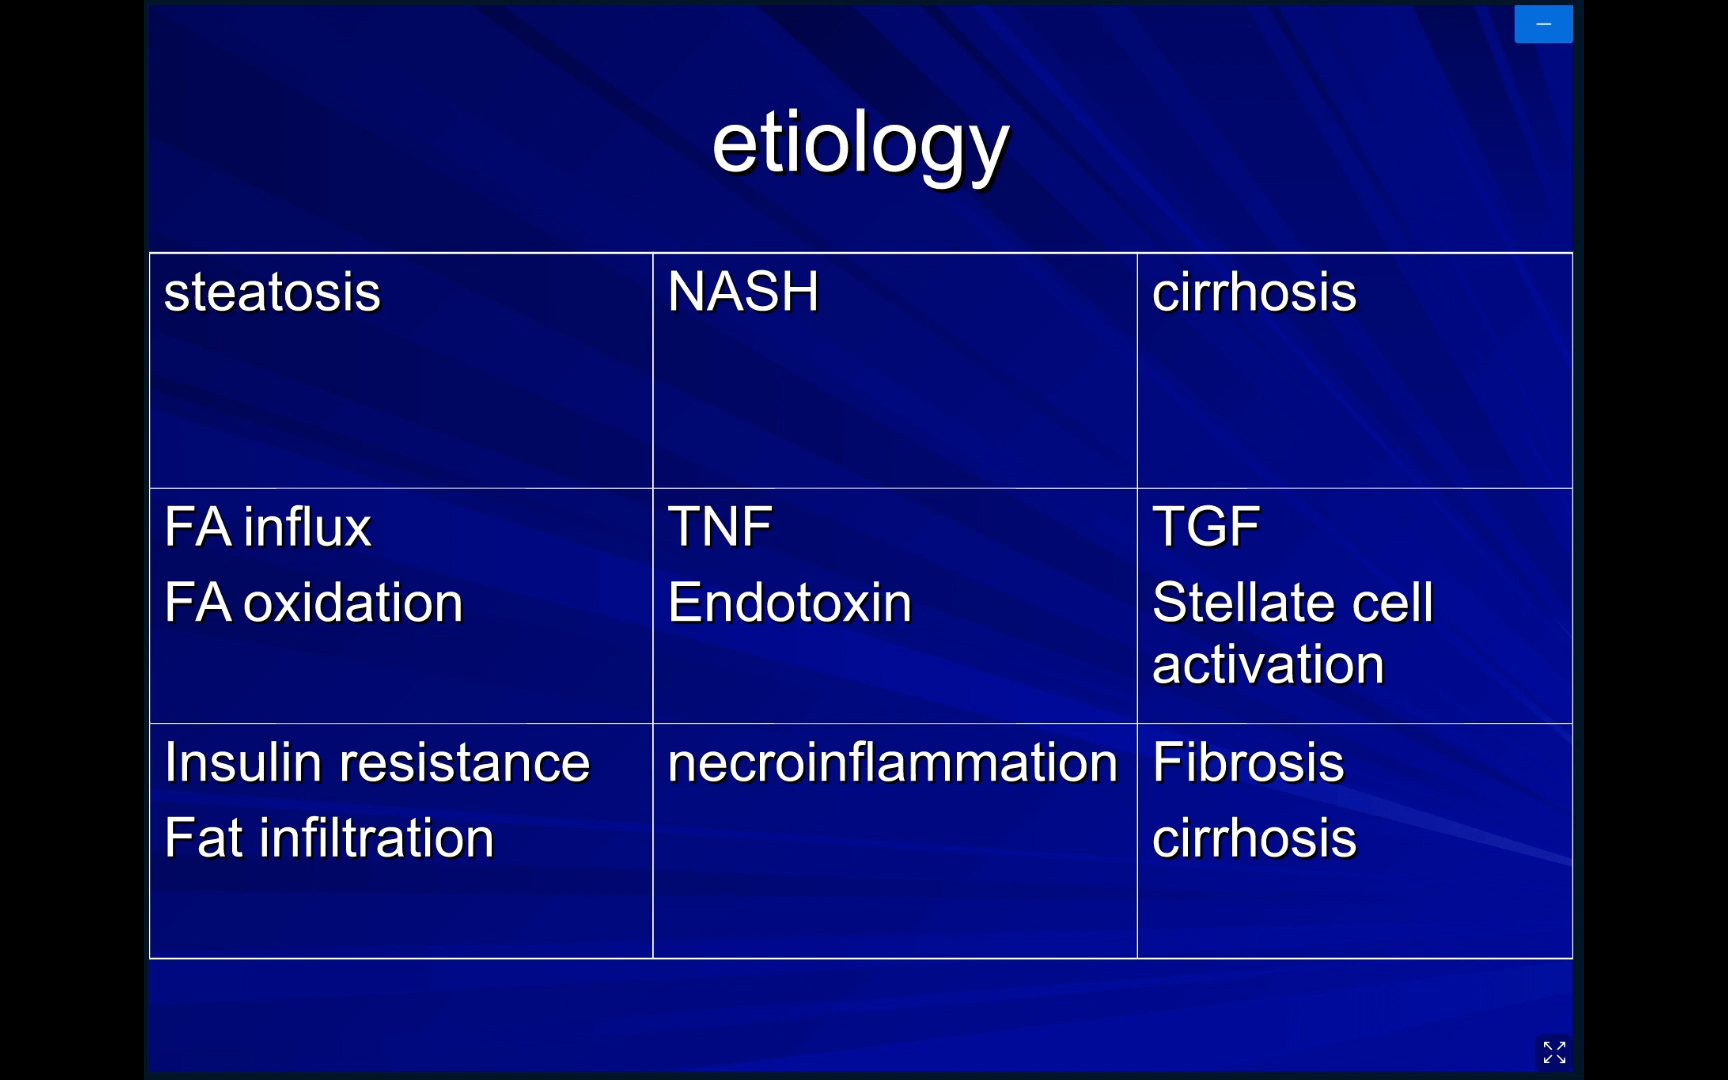 etiology
steatosis
NASH
cirrhosis
FA influx
FA oxidation
TNF
Endotoxin
TGF
Stellate cell
activation
Insulin resistance
Fat infiltration
necroinflammation
Fibrosis
cirrhosis